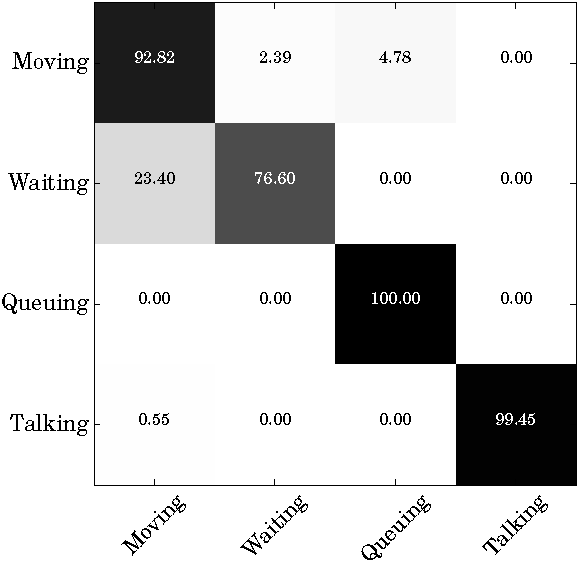 Moving 92.82 2.39 4.78 0.00
Waiting 23.40 76.60 0.00 0.00
Queuing 0.00 0.00 100.00 0.00
Talking 0.55 0.00 0.00 99.45
Moving Waiting Queuing Talking